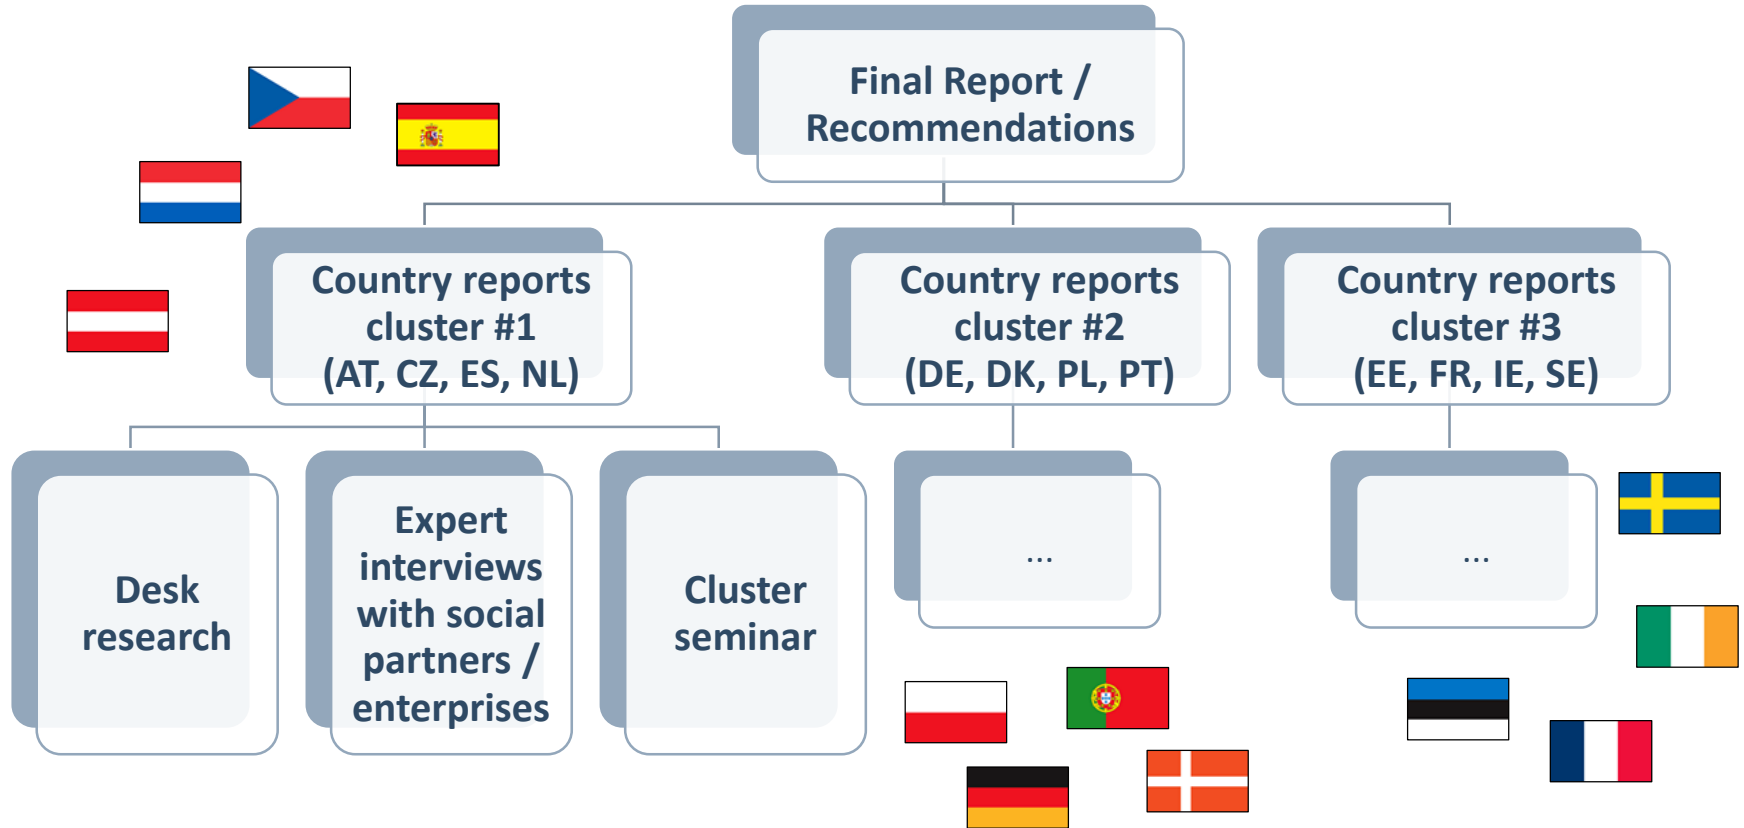 Final Report /
Recommendations
Country reports
cluster #1
(AT, CZ, ES, NL)
Country reports
cluster #2
(DE, DK, PL, PT)
Country reports
cluster #3
(EE, FR, IE, SE)
Desk
research
Expert
interviews
with social
partners /
enterprises
Cluster
seminar
...
...